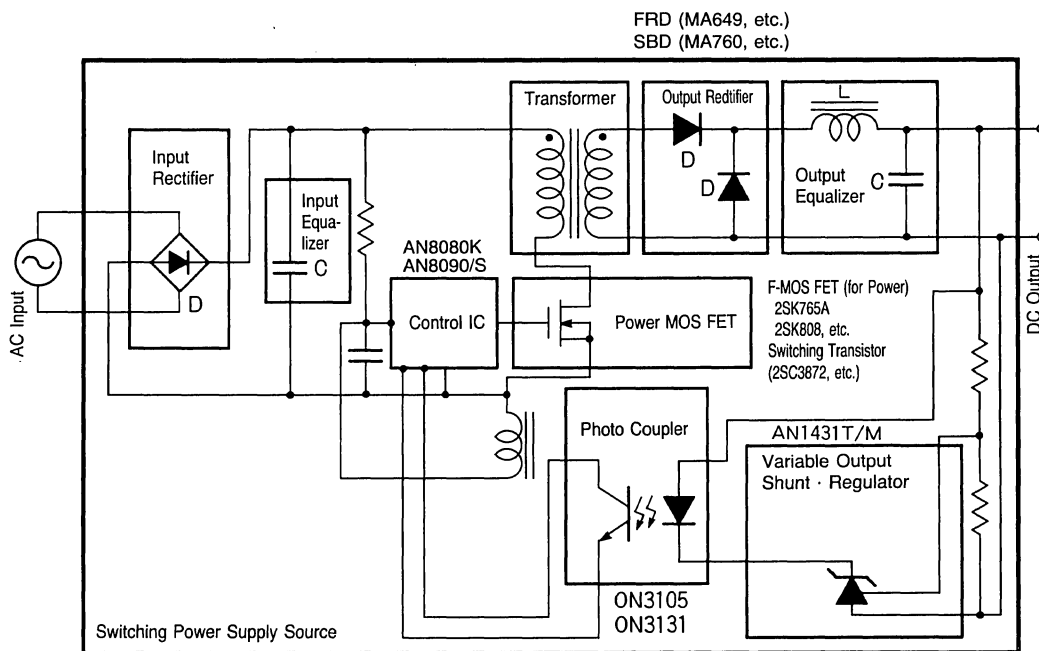 FRD (MA649, etc.)
SBD (MA760, etc.)
Transformer
Output Redtifier
L
Input
Rectifier
D
D
Output
Equalizer
C
Input
Equa-
lizer
C
AN8080K
AN8090/S
D
AC Input
DC Output
Control IC
Power MOS FET
F-MOS FET (for Power)
2SK765A
2SK808, etc.
Switching Transistor
(2SC3872, etc.)
Photo Coupler
AN1431T/M
Variable Output
Shunt · Regulator
ON3105
ON3131
Switching Power Supply Source